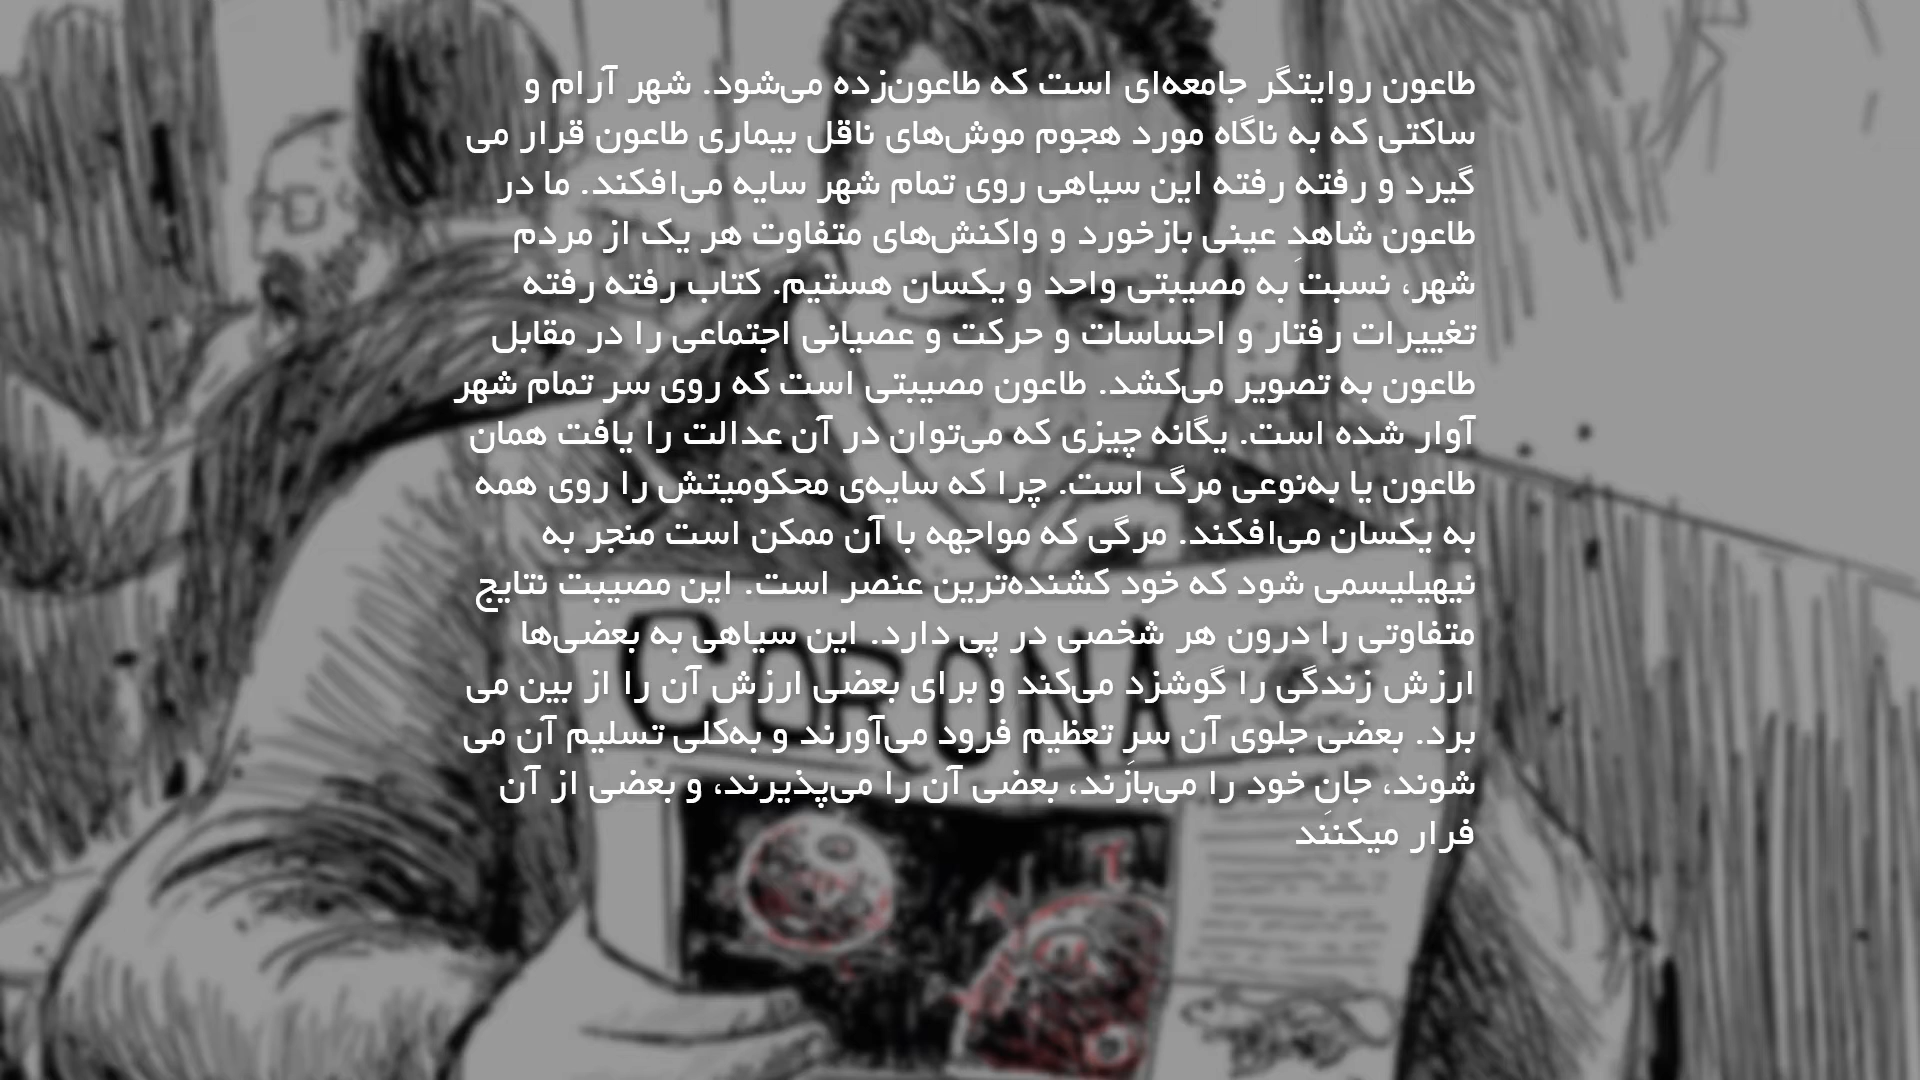 طاعون روایتگر جامعه‌ای است که طاعون‌زده می‌شود. شهر آرام و
ساکتی که به ناگاه مورد هجوم موش‌های ناقل بیماری طاعون قرار می
گیرد و رفته رفته این سیاهی روی تمام شهر سایه می‌افکند. ما در
طاعون شاهدِ عینی بازخورد و واکنش‌های متفاوت هر یک از مردم
شهر، نسبتِ به مصیبتی واحد و یکسان هستیم. کتاب رفته رفته
تغییرات رفتار و احساسات و حرکت و عصیانی اجتماعی را در مقابل
طاعون به تصویر می‌کشد. طاعون مصیبتی است که روی سر تمام شهر
آوار شده است. یگانه چیزی که می‌توان در آن عدالت را یافت همان
طاعون یا به‌نوعی مرگ است. چرا که سایه‌ی محکومیتش را روی همه
به یکسان می‌افکند. مرگی که مواجهه با آن ممکن است منجر به
نیهیلیسمی شود که خود کشنده‌ترین عنصر است. این مصیبت نتایج
متفاوتی را درون هر شخصی در پی دارد. این سیاهی به بعضی‌ها
ارزش زندگی را گوشزد می‌کند و برای بعضی ارزش آن را از بین می
برد. بعضی جلوی آن سرِ تعظیم فرود می‌آورند و به‌کلی تسلیم آن می
شوند، جانِ خود را می‌بازند، بعضی آن را می‌پذیرند، و بعضی از آن
فرار میکنند
CORONA